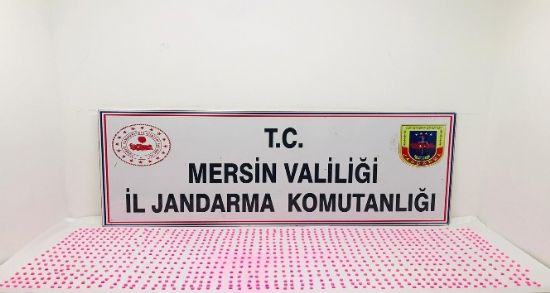 T.C.
MERSİN VALİLİĞİ
İL JANDARMA KOMUTANLIĞI